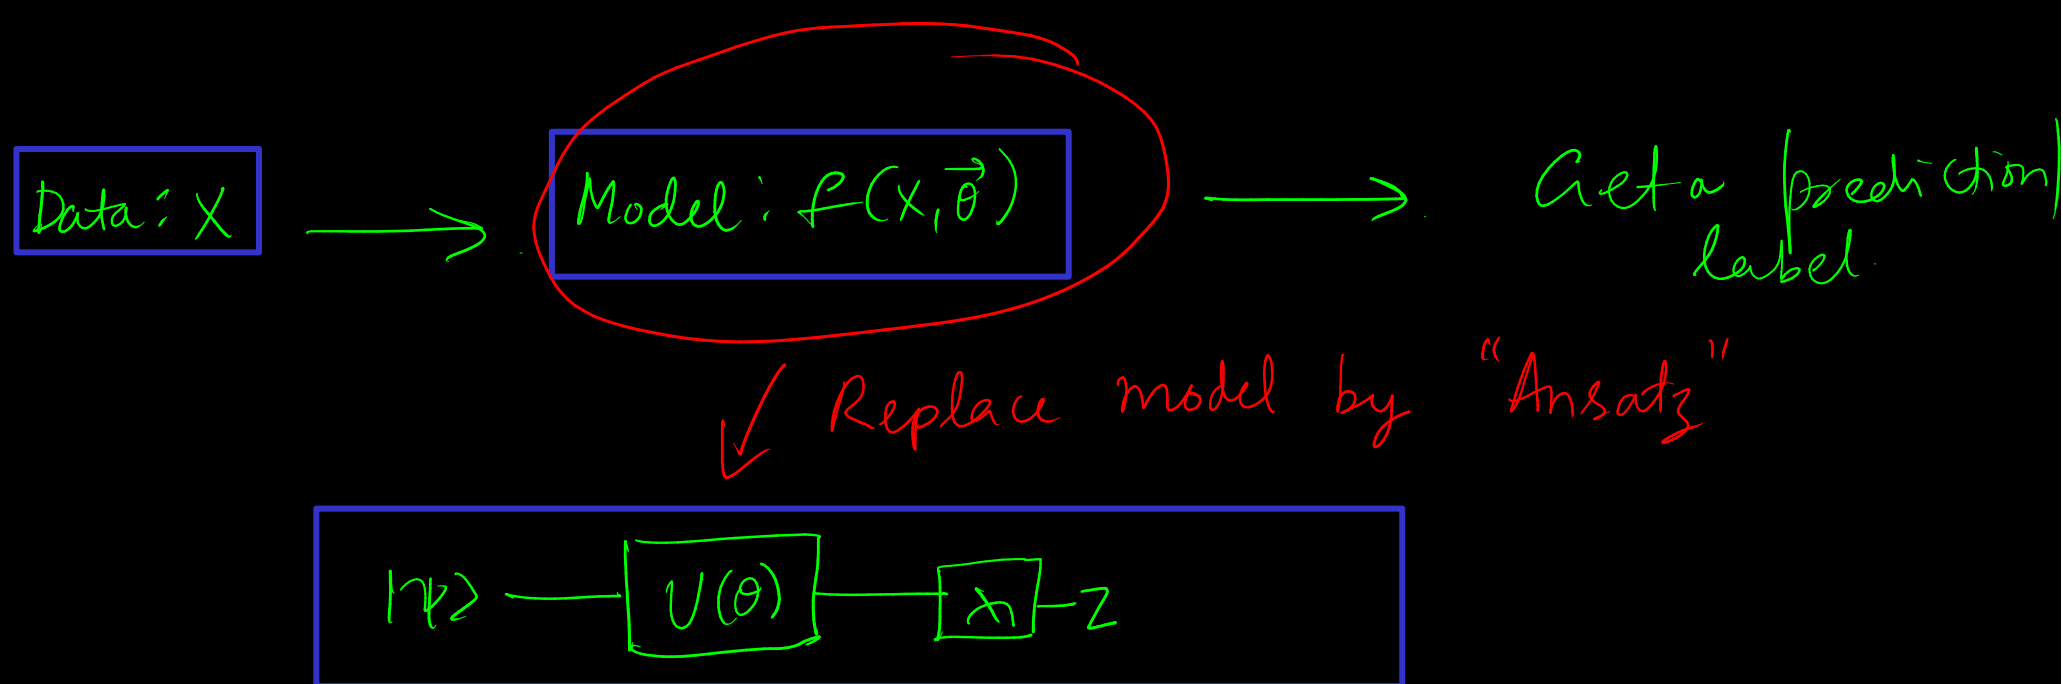 Data: X
Model: f(x, θ⃗)
Get a prediction
label.
Replace model by "Ansatz"
|ψ>
U(θ)
Z